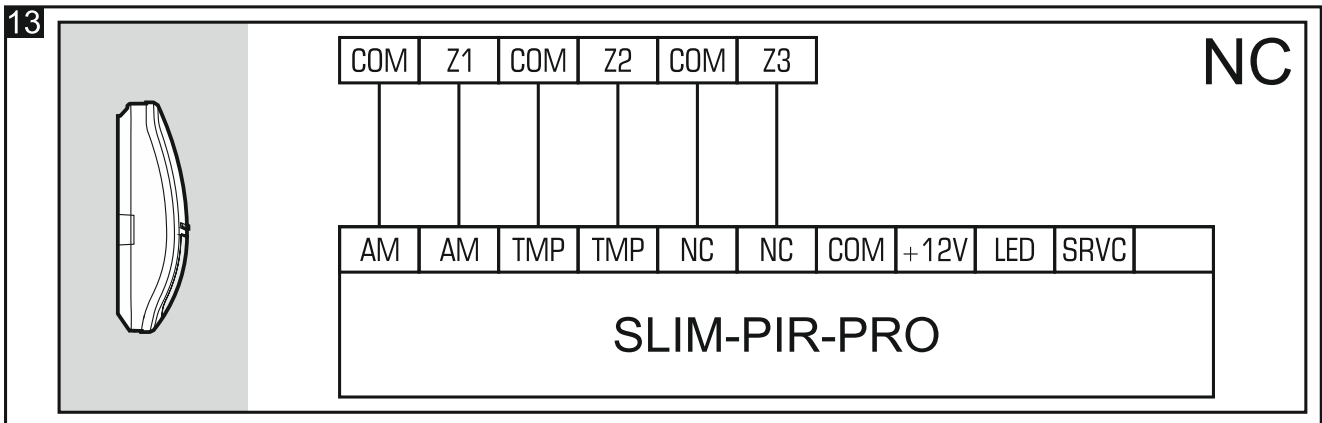 13
NC
COM Z1 COM Z2 COM Z3
AM AM TMP TMP NC NC COM +12V LED SRVC
SLIM-PIR-PRO